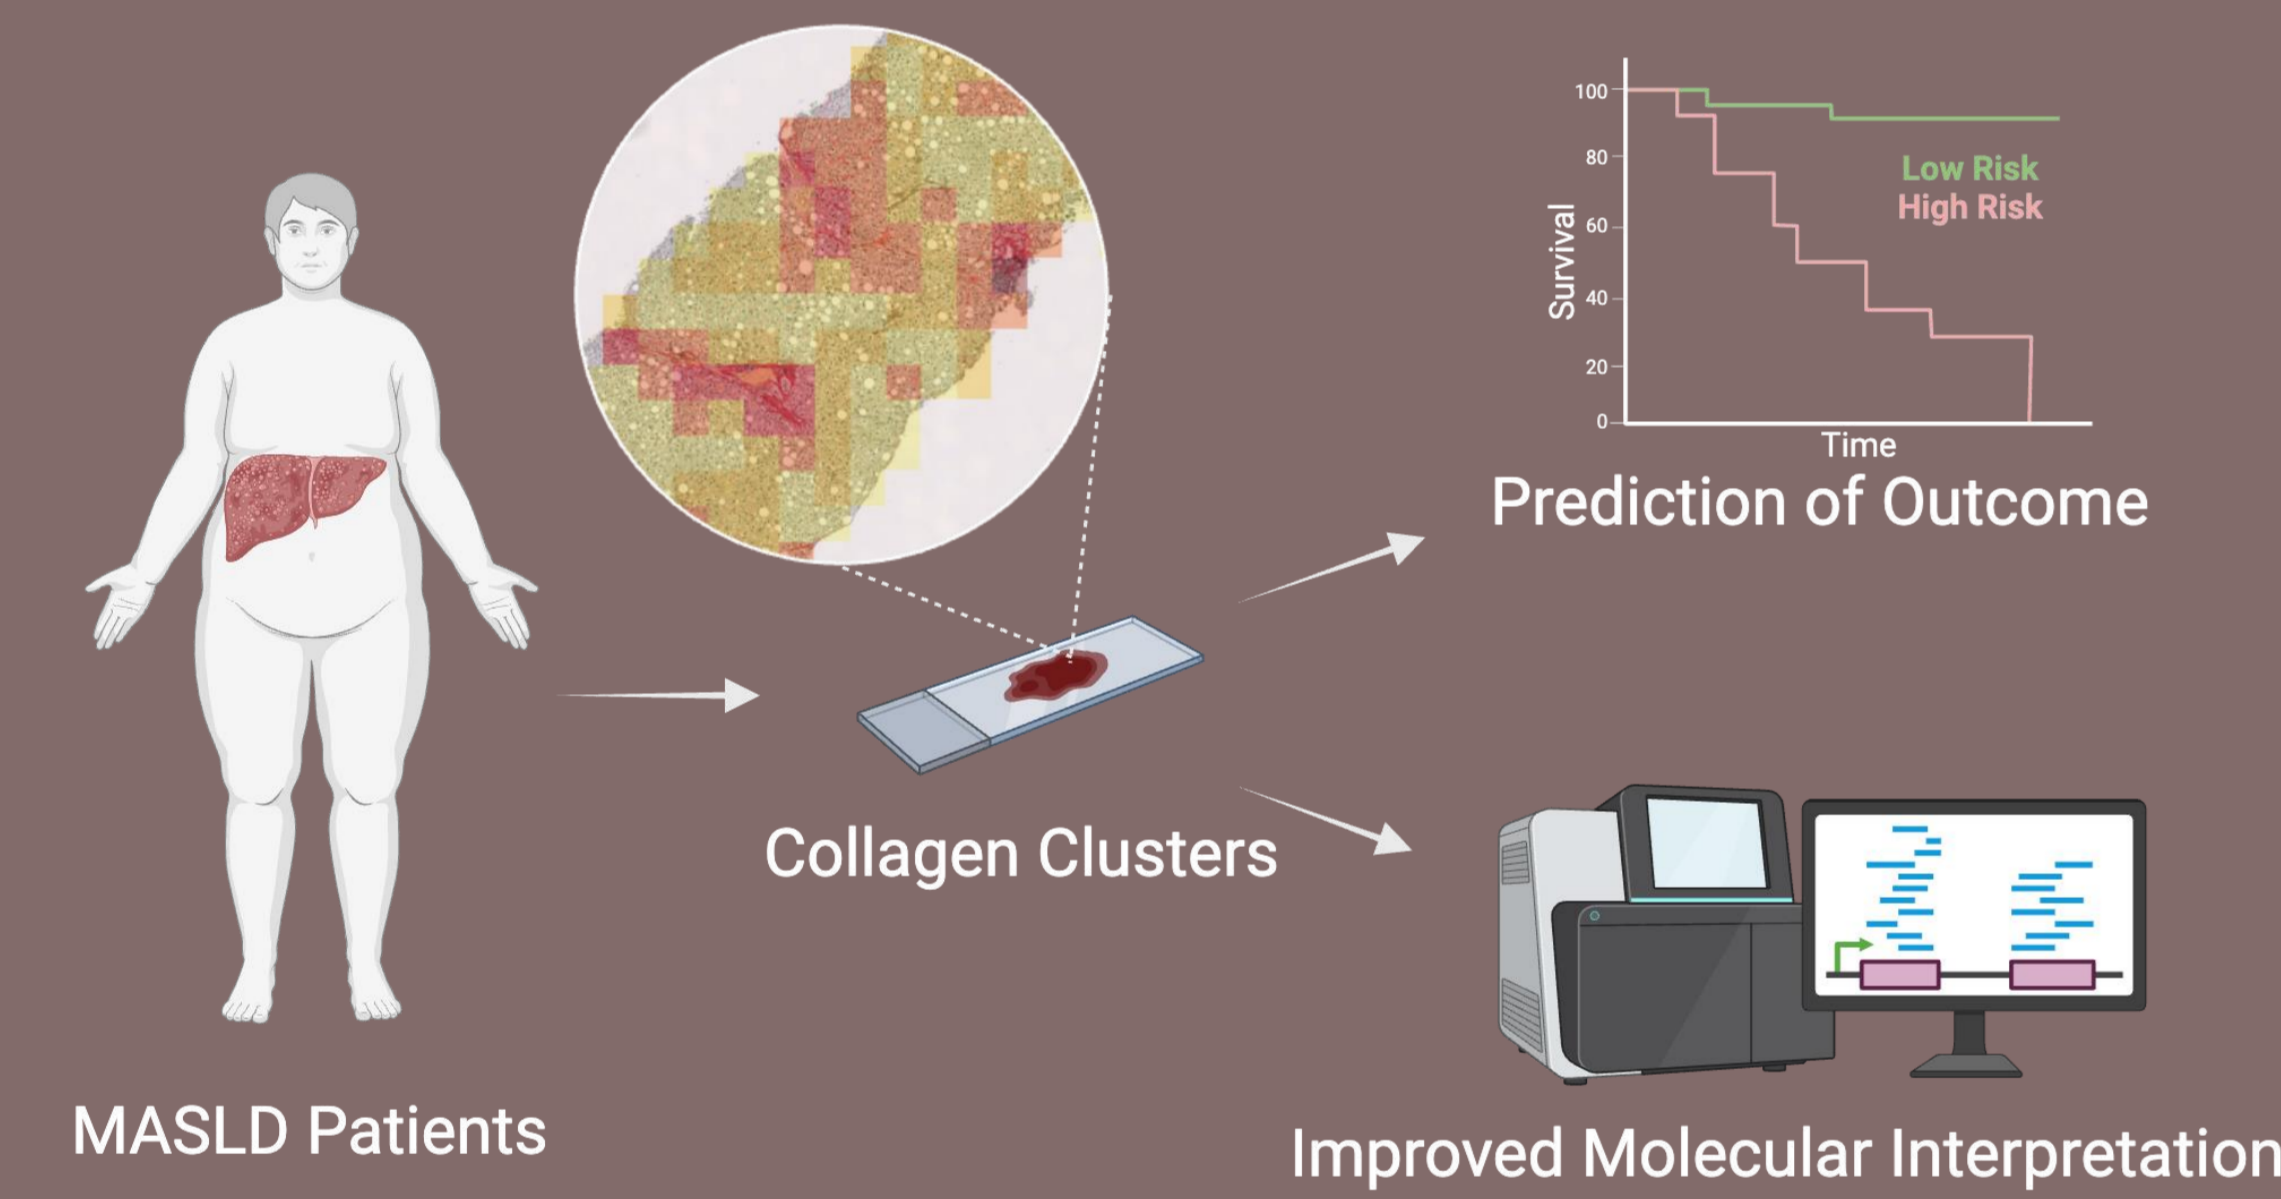 100
80
60
40
20
0
Survival
Low Risk
High Risk
Time
Prediction of Outcome
Collagen Clusters
MASLD Patients
Improved Molecular Interpretation